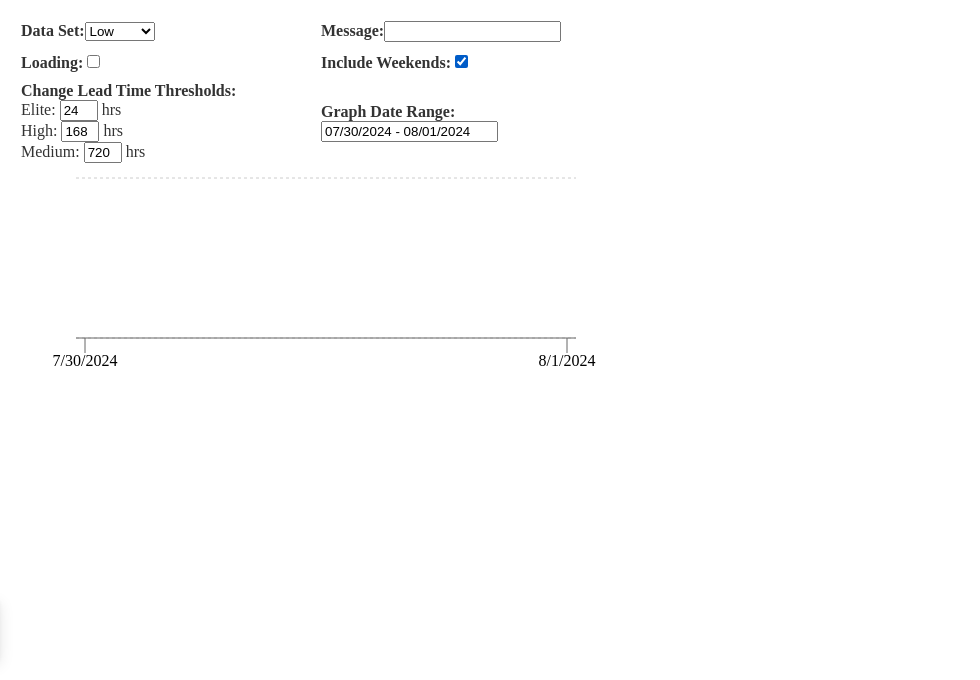 Data Set: Low
Message:
Loading:
Include Weekends:
Change Lead Time Thresholds:
Elite: 24 hrs
High: 168 hrs
Medium: 720 hrs
Graph Date Range:
07/30/2024 - 08/01/2024
7/30/2024
8/1/2024